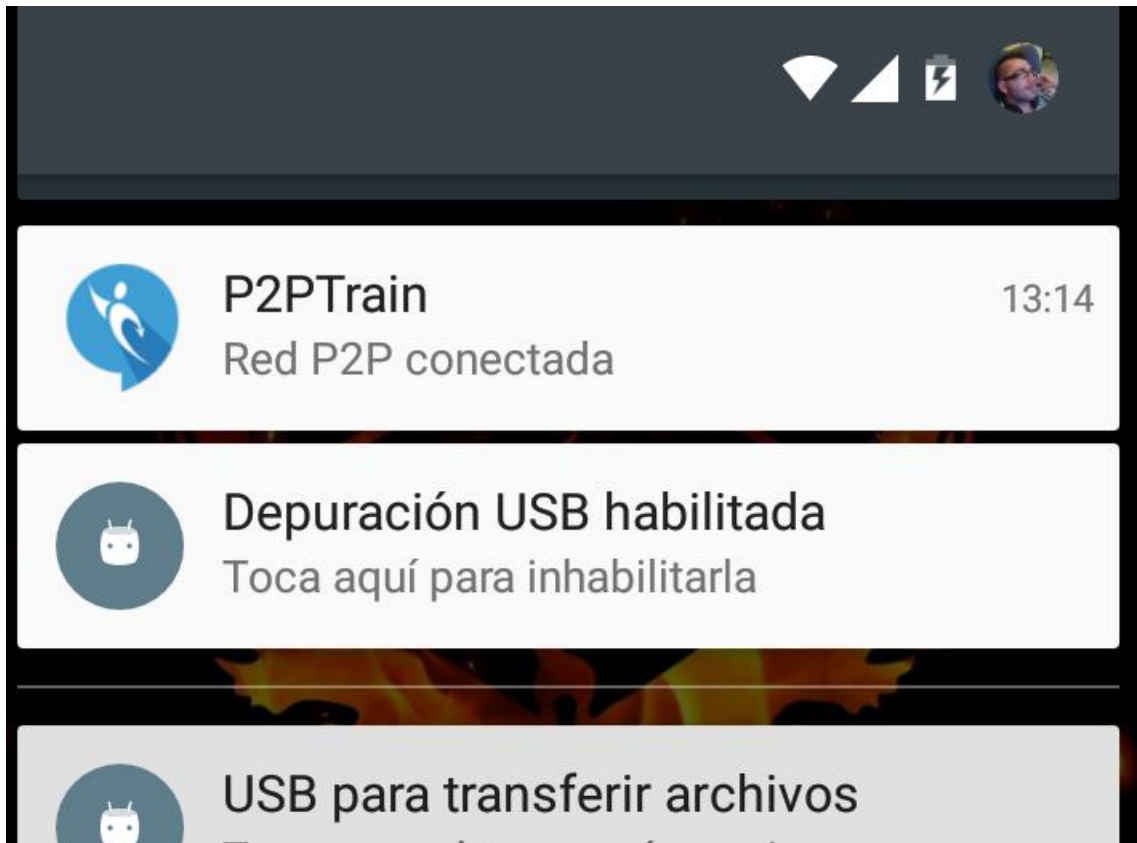 P2PTrain
13:14
Red P2P conectada
Depuración USB habilitada
Toca aquí para inhabilitarla
USB para transferir archivos